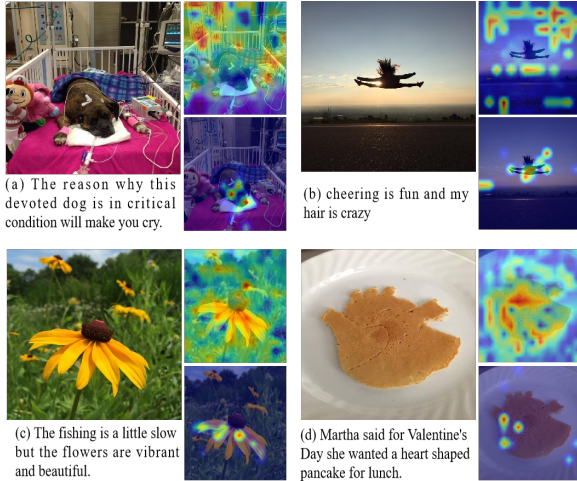 (a) The reason why this
devoted dog is in critical
condition will make you cry.
(b) cheering is fun and my
hair is crazy
(c) The fishing is a little slow
but the flowers are vibrant
and beautiful.
(d) Martha said for Valentine's
Day she wanted a heart shaped
pancake for lunch.